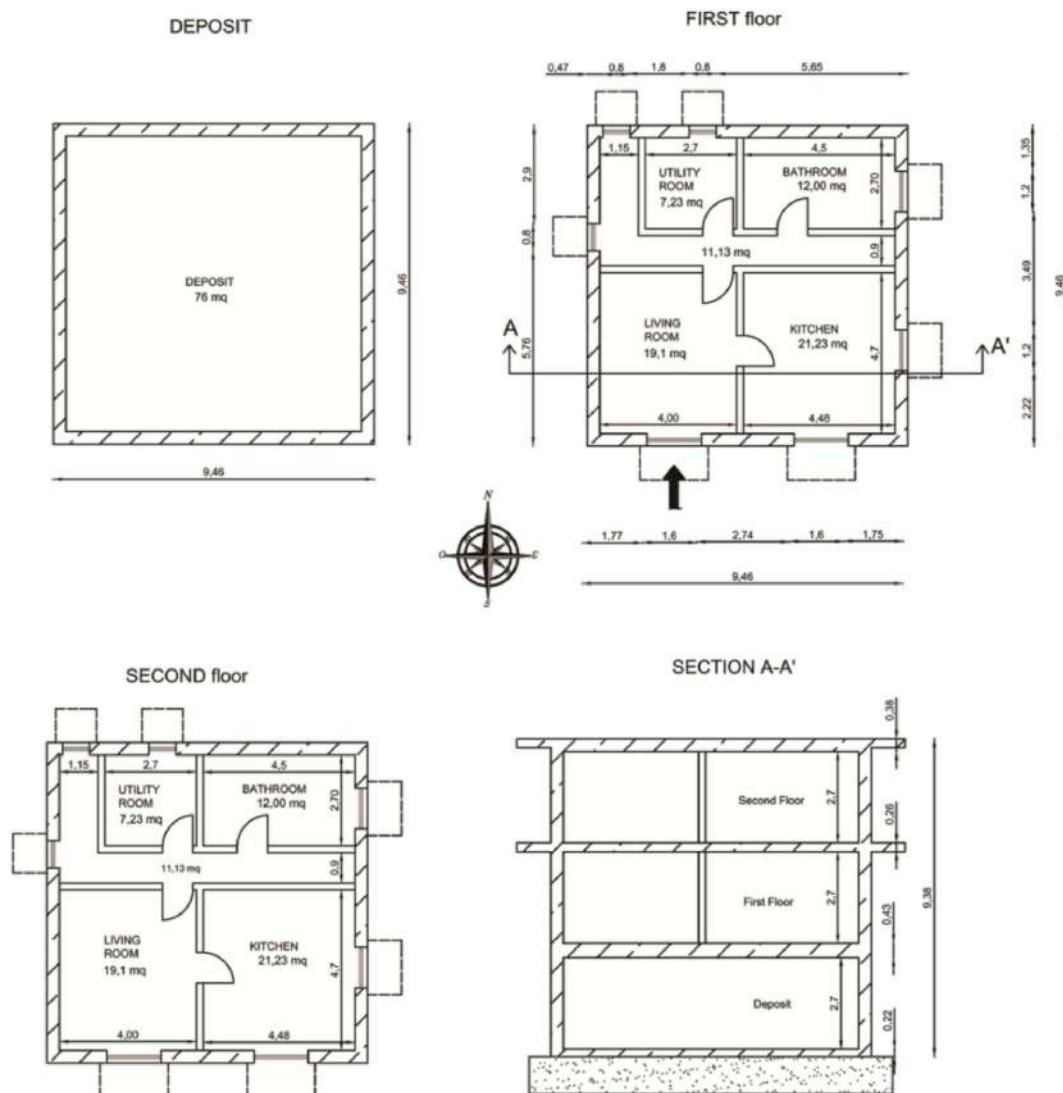 DEPOSIT
DEPOSIT
76 mq
9,46
9,46
FIRST floor
0,47
0,8
1,8
0,8
5,65
2,9
0,8
5,76
1,15
2,7
4,5
UTILITY
ROOM
7,23 mq
BATHROOM
12,00 mq
2,70
11,13 mq
0,9
LIVING
ROOM
19,1 mq
KITCHEN
21,23 mq
4,7
4,00
4,48
A
A'
1,35
1,2
3,49
1,2
2,22
9,46
1,77
1,6
2,74
1,6
1,75
9,46
N
O
E
S
SECOND floor
1,15
2,7
4,5
UTILITY
ROOM
7,23 mq
BATHROOM
12,00 mq
2,70
11,13 mq
0,9
LIVING
ROOM
19,1 mq
KITCHEN
21,23 mq
4,7
4,00
4,48
SECTION A-A'
0,38
Second Floor
2,7
0,26
First Floor
2,7
0,43
9,38
Deposit
2,7
0,22